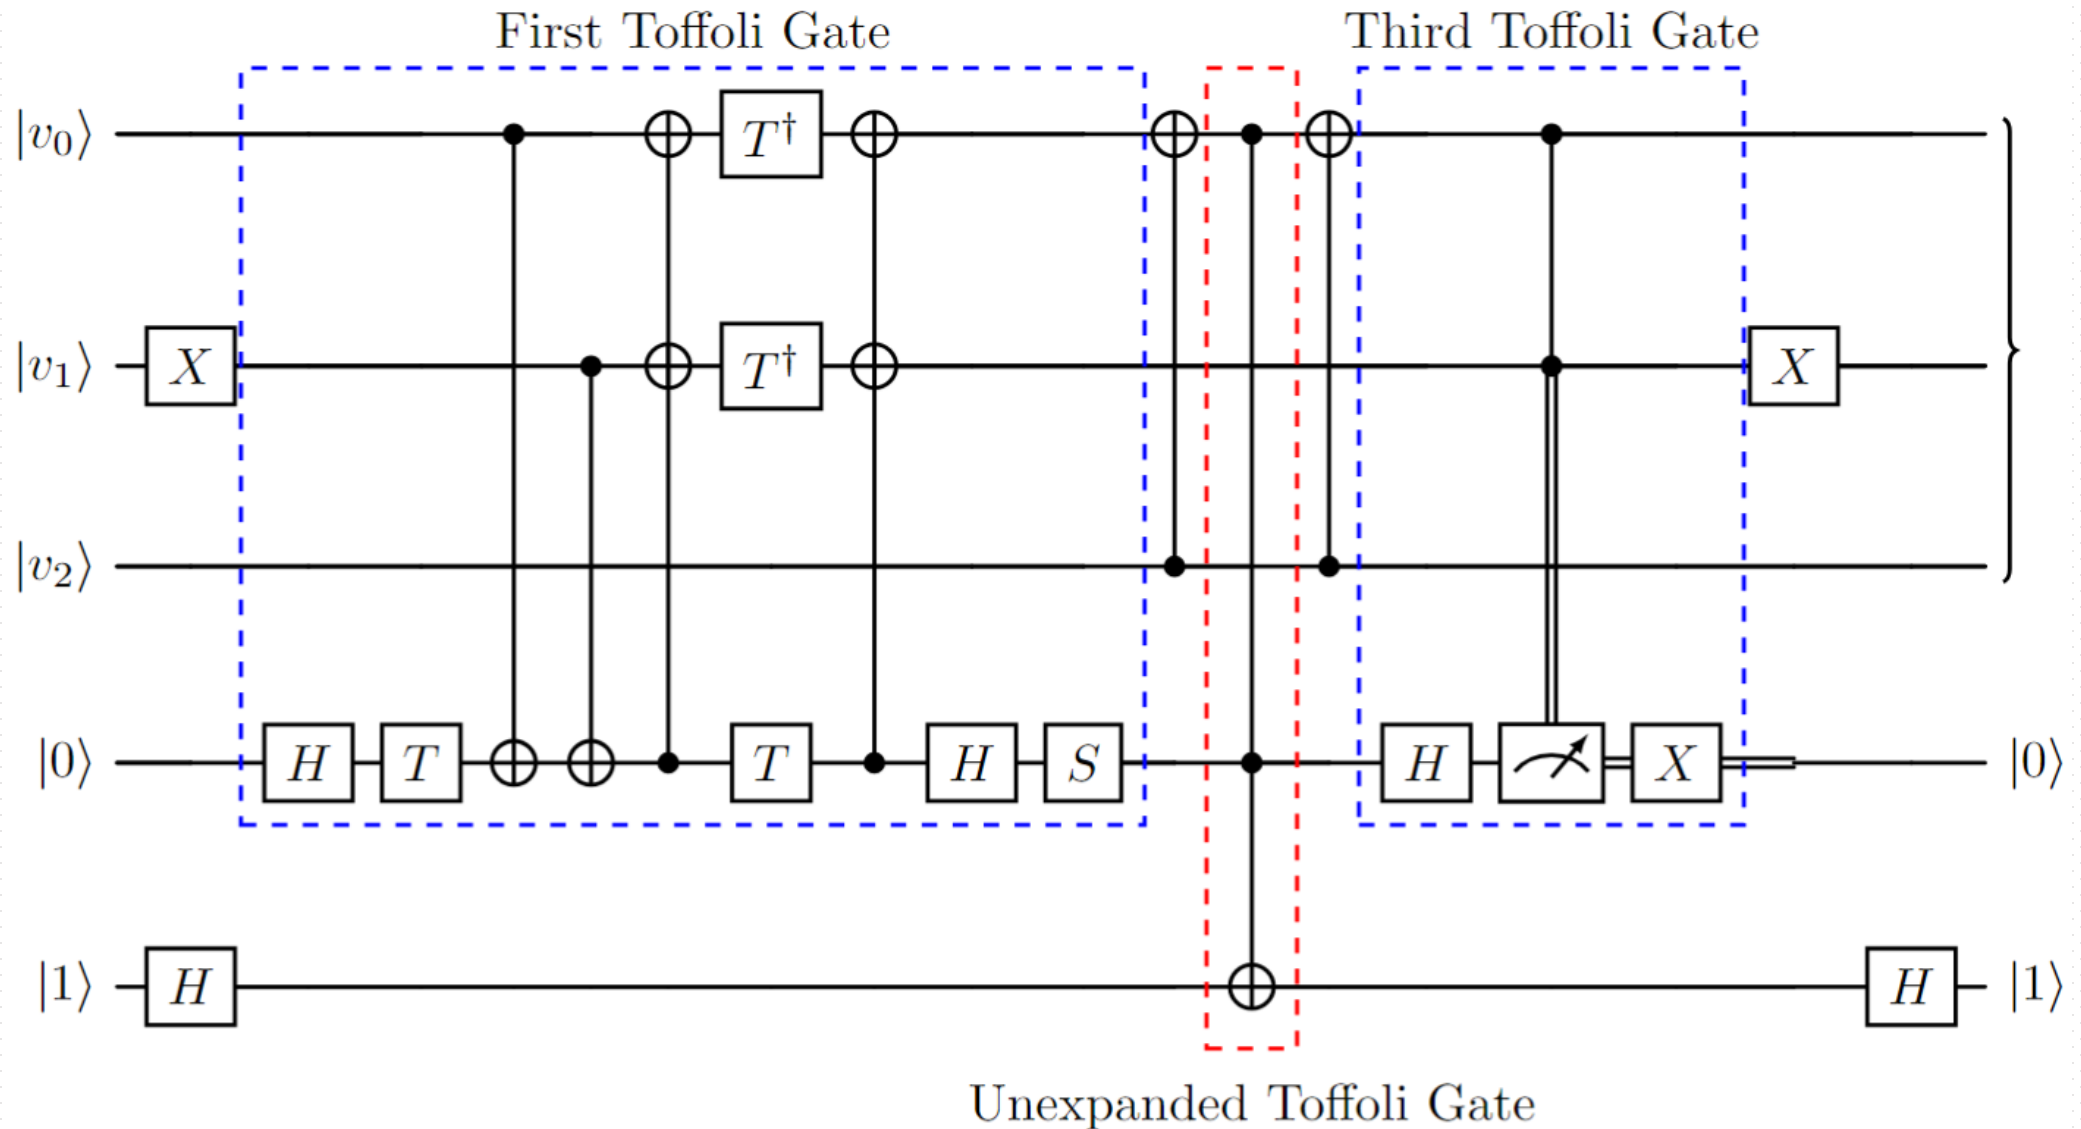 First Toffoli Gate
Third Toffoli Gate
|v₀⟩ T†
|v₁⟩ X T† X
|v₂⟩
|0⟩ H T T H S H X |0⟩
|1⟩ H H |1⟩
Unexpanded Toffoli Gate